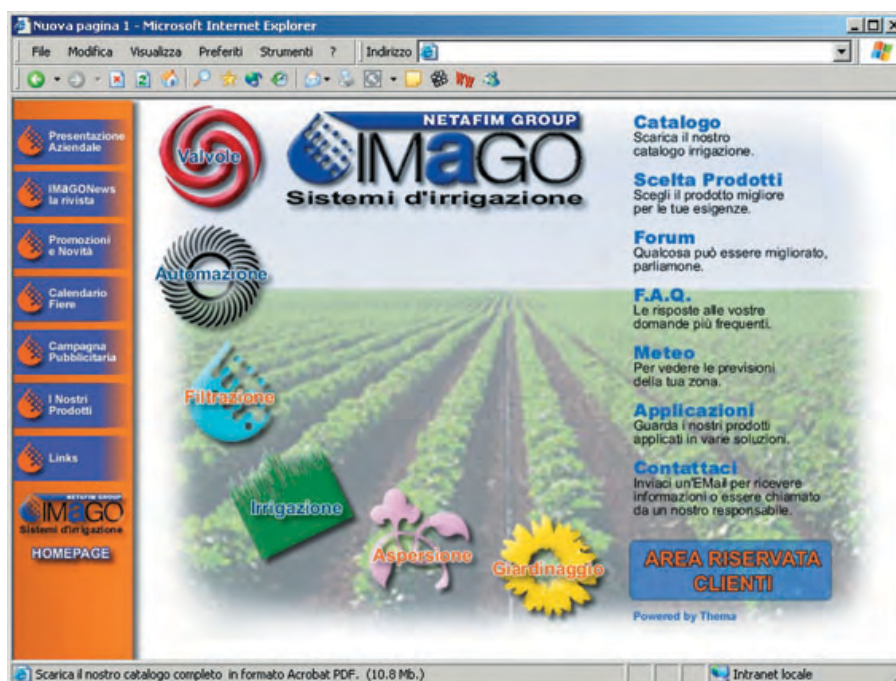 Nuova pagina 1 - Microsoft Internet Explorer
File Modifica Visualizza Preferiti Strumenti ? Indirizzo
Presentazione
Aziendale
IMaGONews
la rivista
Promozioni
e Novità
Calendario
Fiere
Campagna
Pubblicitaria
I Nostri
Prodotti
Links
NETAFIM GROUP
IMaGO
Sistemi d'irrigazione
HOMEPAGE
Valvole
Automazione
Filtrazione
Irrigazione
Aspersione
Giardinaggio
NETAFIM GROUP
IMaGO
Sistemi d'irrigazione
Catalogo
Scarica il nostro
catalogo irrigazione.
Scelta Prodotti
Scegli il prodotto migliore
per le tue esigenze.
Forum
Qualcosa può essere migliorato,
parliamone.
F.A.Q.
Le risposte alle vostre
domande più frequenti.
Meteo
Per vedere le previsioni
della tua zona.
Applicazioni
Guarda i nostri prodotti
applicati in varie soluzioni.
Contattaci
Inviaci un'EMail per ricevere
informazioni o essere chiamato
da un nostro responsabile.
AREA RISERVATA
CLIENTI
Powered by Thema
Scarica il nostro catalogo completo in formato Acrobat PDF. (10.8 Mb.)
Intranet locale